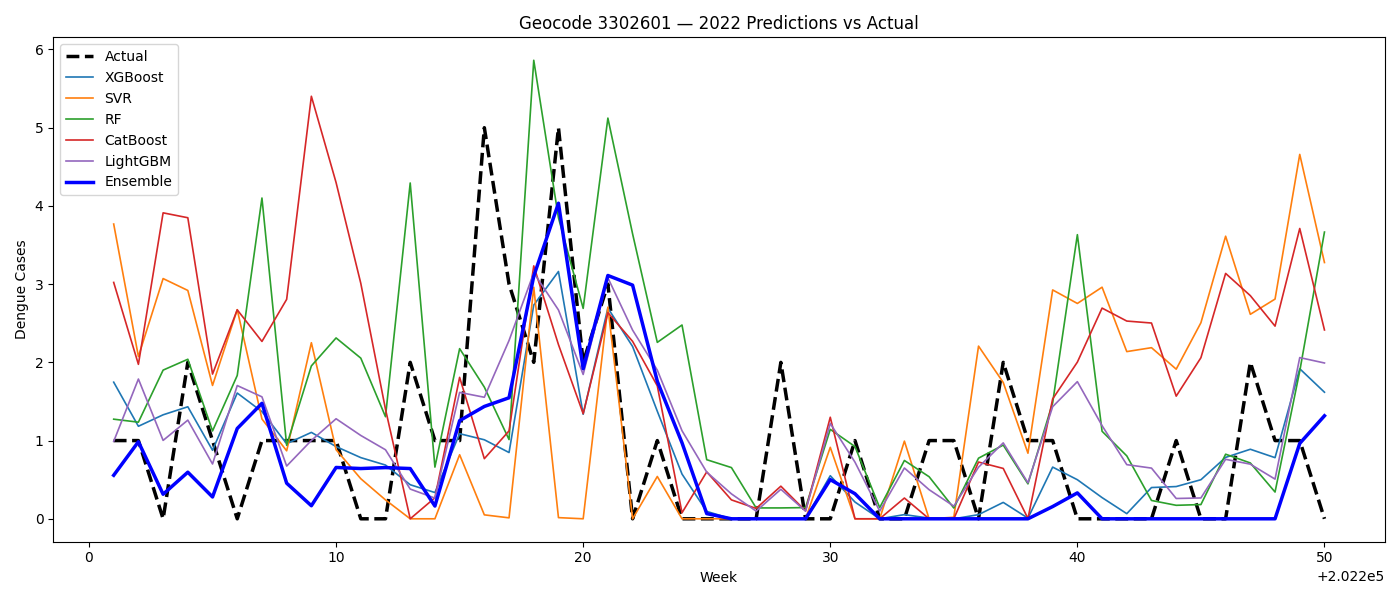 Geocode 3302601 — 2022 Predictions vs Actual
Actual
XGBoost
SVR
RF
CatBoost
LightGBM
Ensemble
Dengue Cases
6
5
4
3
2
1
0
0 10 20 30 40 50
+2.022e5
Week